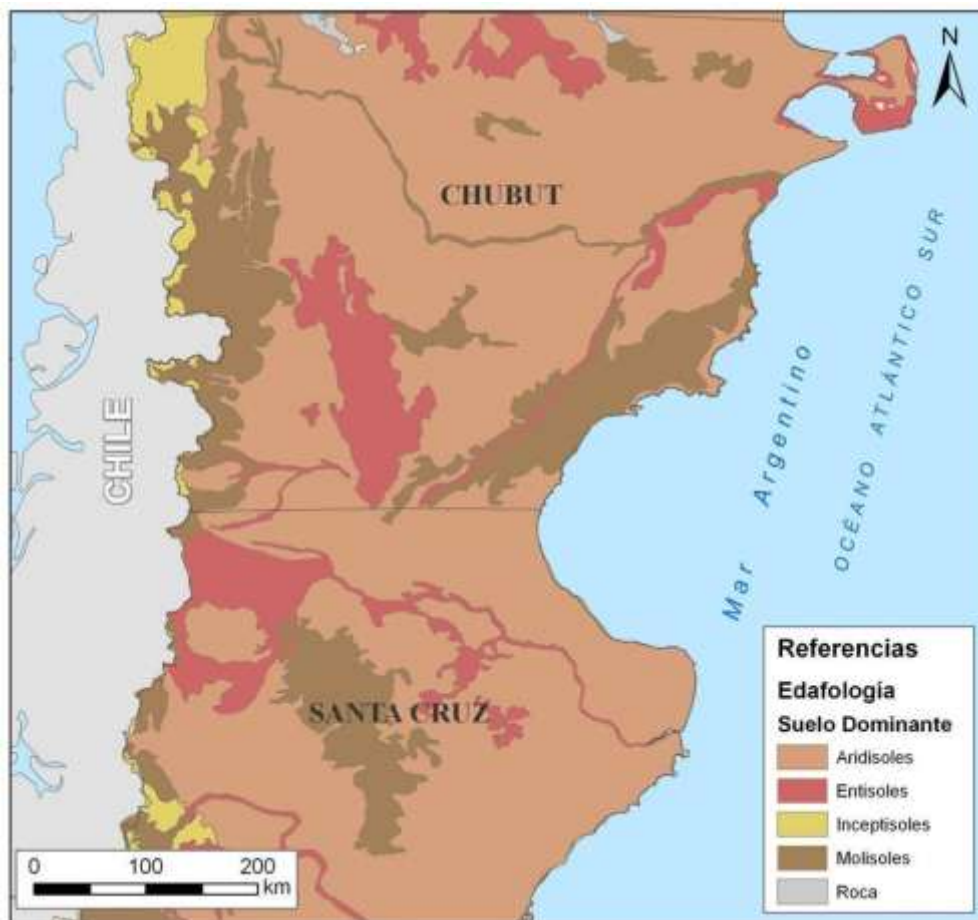 N
CHUBUT
CHILE
Mar Argentino
OCÉANO ATLÁNTICO SUR
SANTA CRUZ
Referencias
Edafología
Suelo Dominante
Aridisoles
Entisoles
Inceptisoles
Molisoles
Roca
0 100 200
km